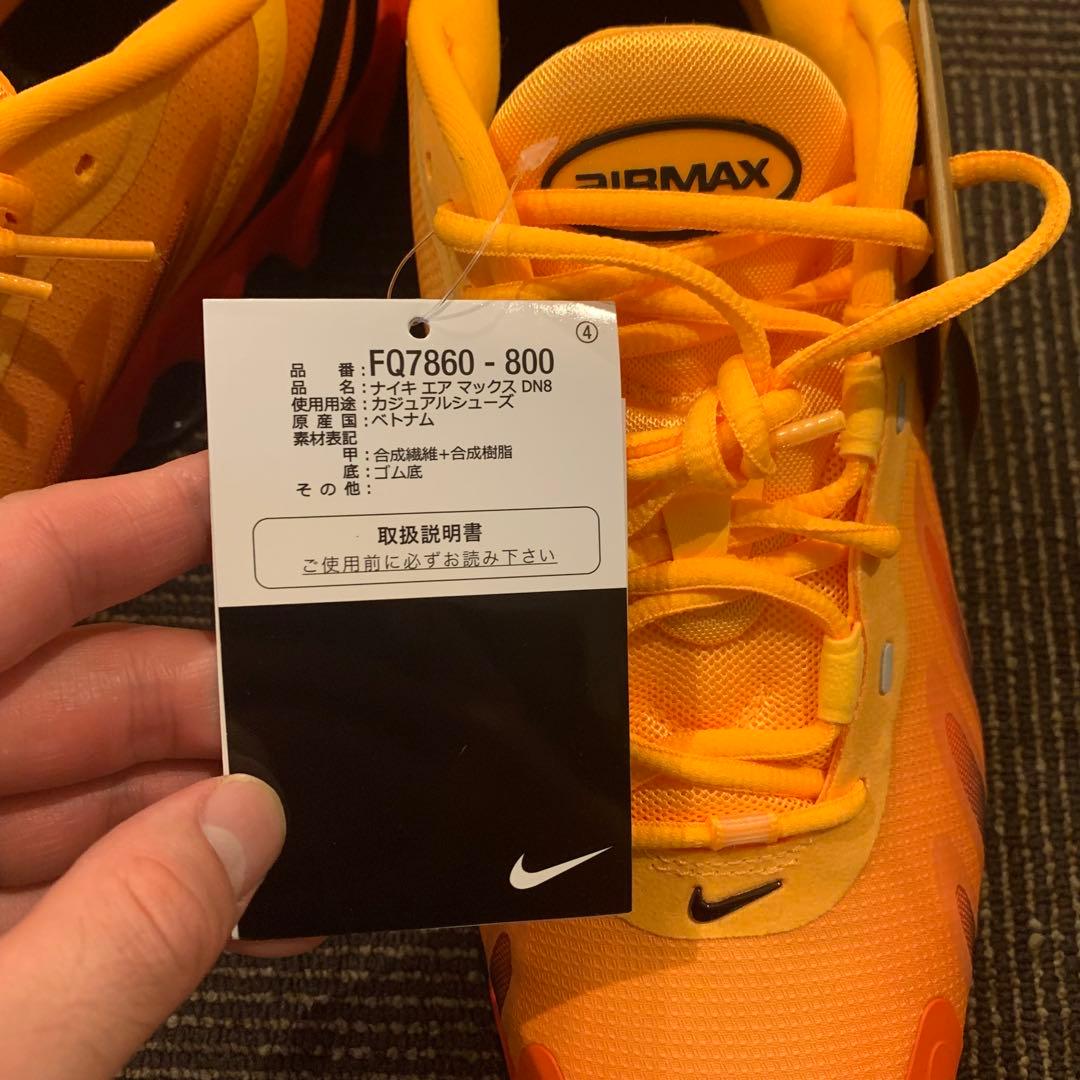 AIRMAX
④
品番:FQ7860 - 800
品名:ナイキ エア マックス DN8
使用用途:カジュアルシューズ
原産国:ベトナム
素材表記
甲:合成繊維+合成樹脂
底:ゴム底
その他:
取扱説明書
ご使用前に必ずお読み下さい